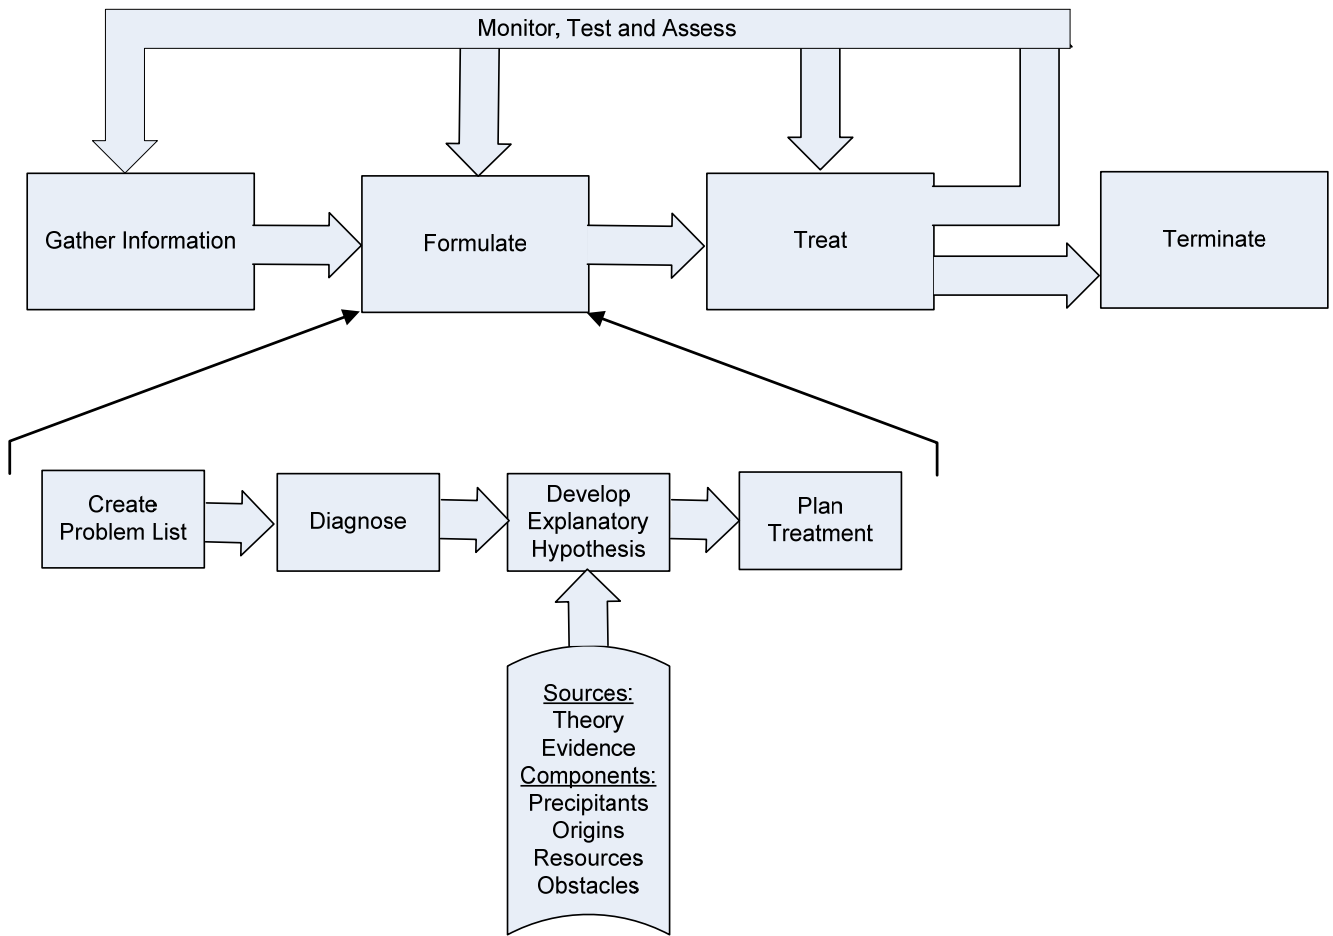 Monitor, Test and Assess
Gather Information
Formulate
Treat
Terminate
Create
Problem List
Diagnose
Develop
Explanatory
Hypothesis
Plan
Treatment
Sources:
Theory
Evidence
Components:
Precipitants
Origins
Resources
Obstacles